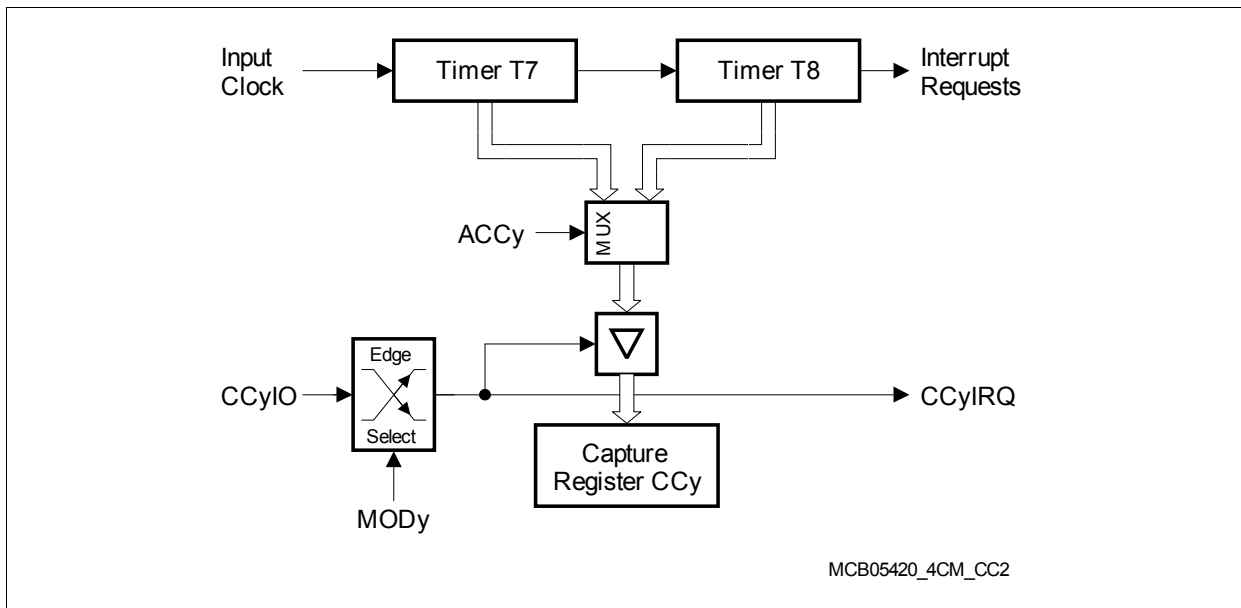 Input
Clock
Timer T7
Timer T8
Interrupt
Requests
ACCy
MUX
Edge
Select
CCyIO
CCyIRQ
Capture
Register CCy
MODy
MCB05420_4CM_CC2